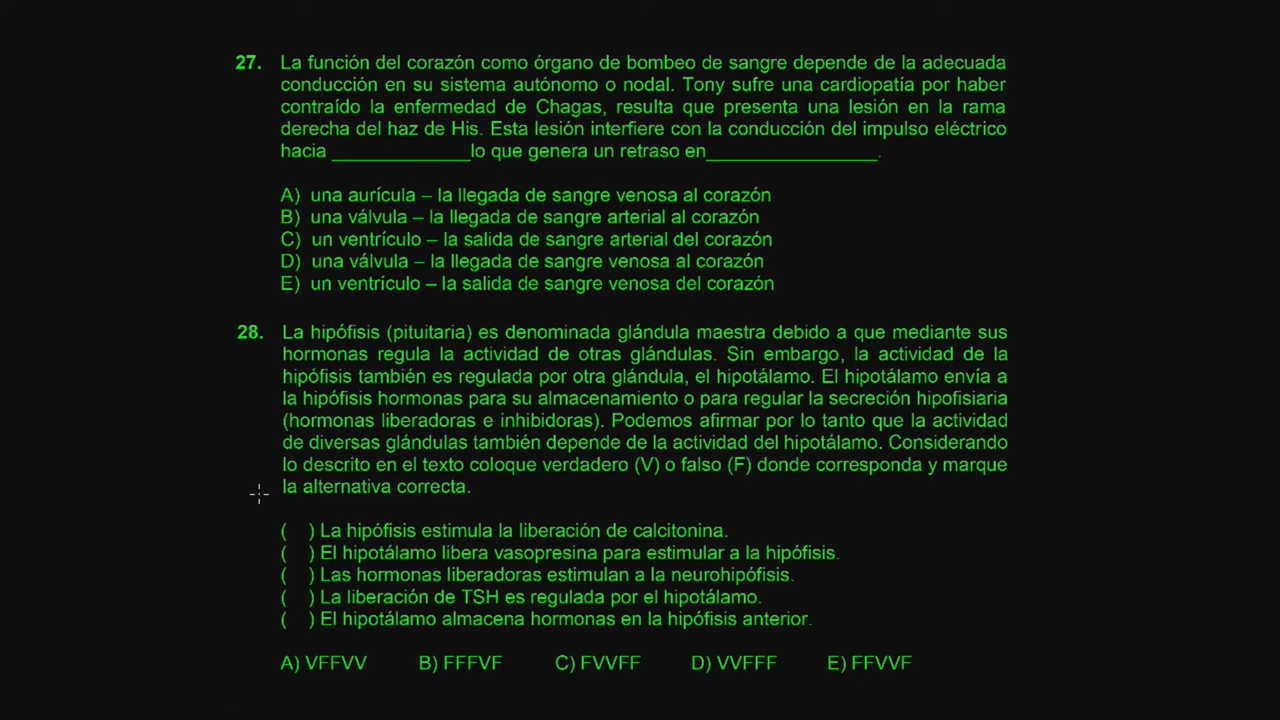 27. La función del corazón como órgano de bombeo de sangre depende de la adecuada
conducción en su sistema autónomo o nodal. Tony sufre una cardiopatía por haber
contraído la enfermedad de Chagas, resulta que presenta una lesión en la rama
derecha del haz de His. Esta lesión interfiere con la conducción del impulso eléctrico
hacia _____________lo que genera un retraso en________________.
A) una aurícula – la llegada de sangre venosa al corazón
B) una válvula – la llegada de sangre arterial al corazón
C) un ventrículo – la salida de sangre arterial del corazón
D) una válvula – la llegada de sangre venosa al corazón
E) un ventrículo – la salida de sangre venosa del corazón
28. La hipófisis (pituitaria) es denominada glándula maestra debido a que mediante sus
hormonas regula la actividad de otras glándulas. Sin embargo, la actividad de la
hipófisis también es regulada por otra glándula, el hipotálamo. El hipotálamo envía a
la hipófisis hormonas para su almacenamiento o para regular la secreción hipofisiaria
(hormonas liberadoras e inhibidoras). Podemos afirmar por lo tanto que la actividad
de diversas glándulas también depende de la actividad del hipotálamo. Considerando
lo descrito en el texto coloque verdadero (V) o falso (F) donde corresponda y marque
la alternativa correcta.
( ) La hipófisis estimula la liberación de calcitonina.
( ) El hipotálamo libera vasopresina para estimular a la hipófisis.
( ) Las hormonas liberadoras estimulan a la neurohipófisis.
( ) La liberación de TSH es regulada por el hipotálamo.
( ) El hipotálamo almacena hormonas en la hipófisis anterior.
A) VFFVV B) FFFVF C) FVVFF D) VVFFF E) FFVVF